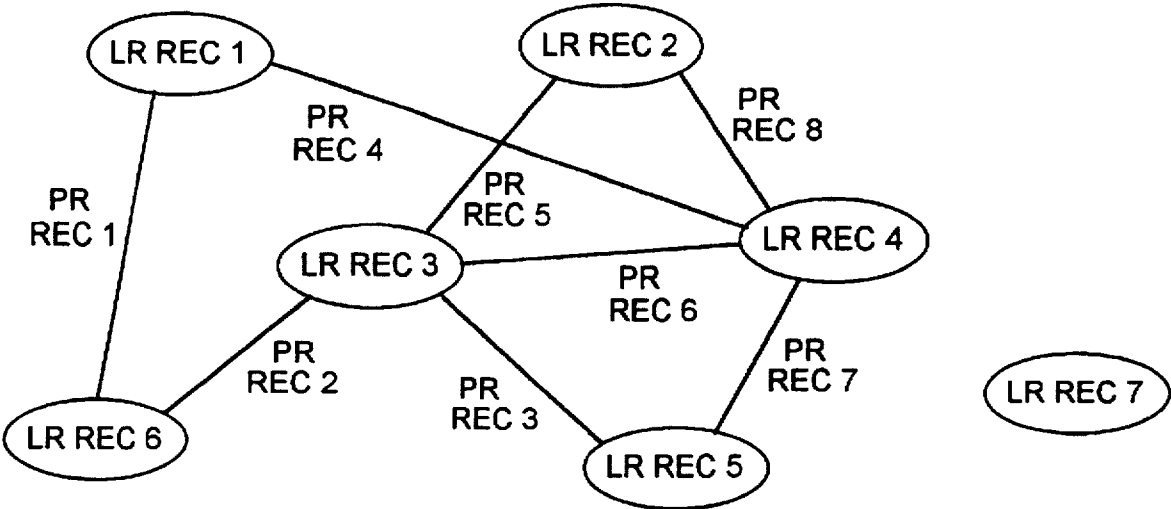 LR REC 1
LR REC 2
PR
REC 8
PR
REC 4
PR
REC 5
PR
REC 1
LR REC 4
LR REC 3
PR
REC 6
PR
REC 2
PR
REC 7
PR
REC 3
LR REC 7
LR REC 6
LR REC 5